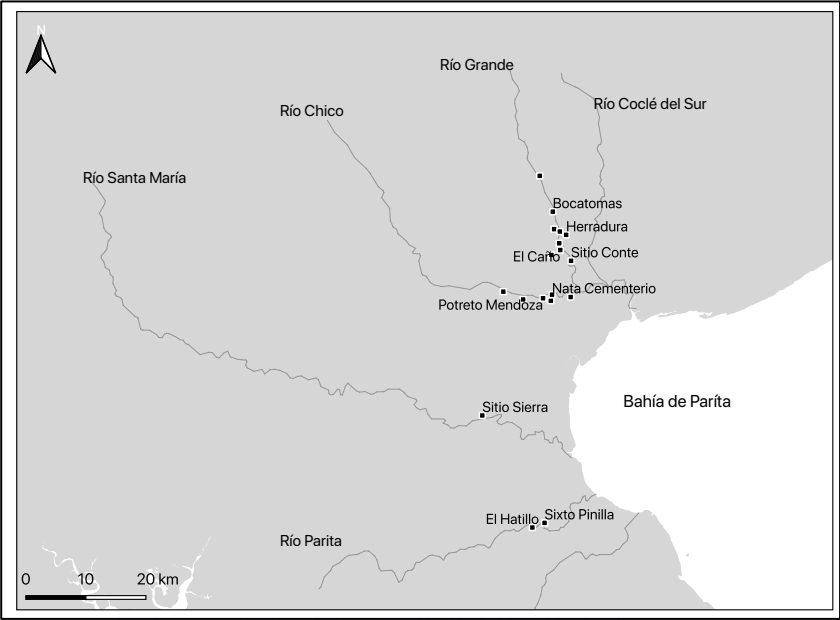 N
Río Grande
Río Coclé del Sur
Río Chico
Río Santa María
Bocatomas
Herradura
El Caño
Sitio Conte
Nata Cementerio
Potreto Mendoza
Bahía de Paríta
Sitio Sierra
El Hatillo
Sixto Pinilla
Río Parita
0 10 20 km